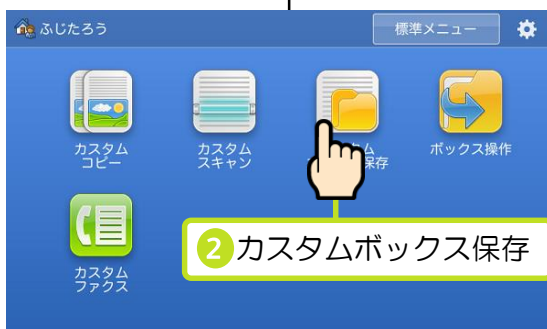 ふじたろう
標準メニュー
カスタム
コピー
カスタム
スキャン
ム
保存
ボックス操作
カスタム
ファクス
2 カスタムボックス保存